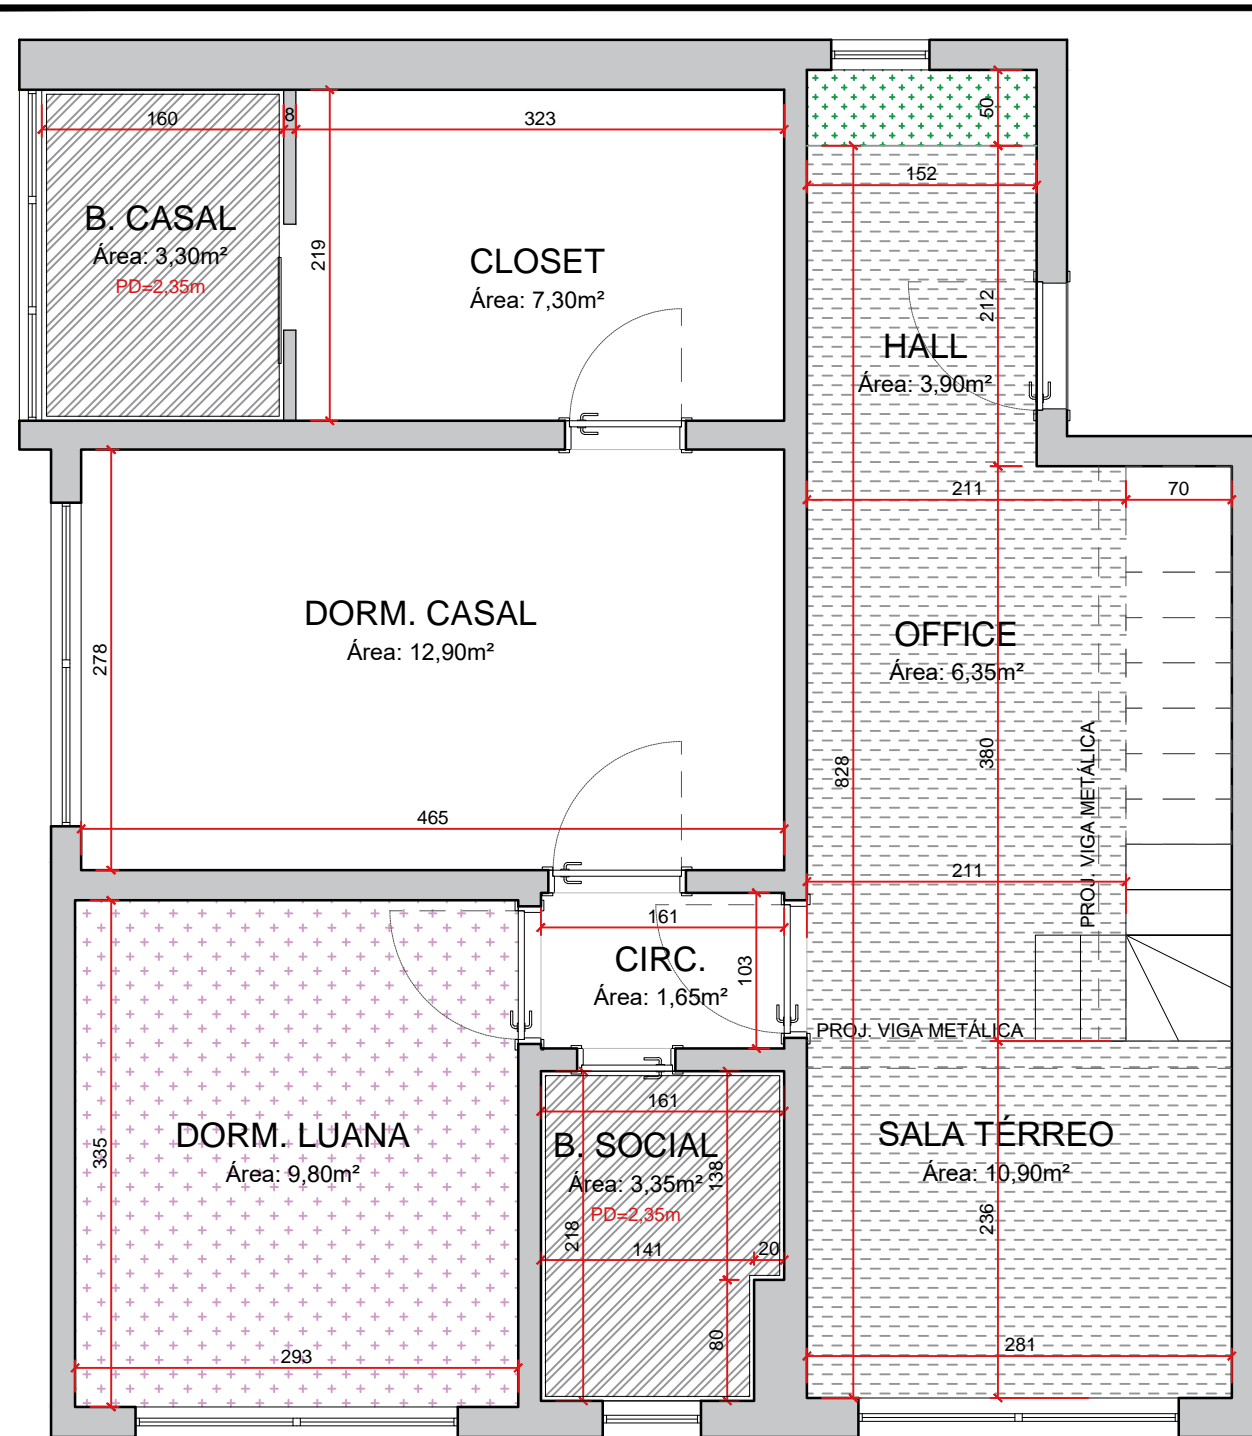 160
8
323
50
152
B. CASAL
Área: 3,30m²
PD=2,35m
219
CLOSET
Área: 7,30m²
212
HALL
Área: 3,90m²
211
70
DORM. CASAL
Área: 12,90m²
278
OFFICE
Área: 6,35m²
380
828
PROJ. VIGA METÁLICA
465
211
161
CIRC.
Área: 1,65m²
103
PROJ. VIGA METÁLICA
161
DORM. LUANA
Área: 9,80m²
335
B. SOCIAL
Área: 3,35m²
PD=2,35m
138
218
141
20
80
SALA TÉRREO
Área: 10,90m²
236
293
281